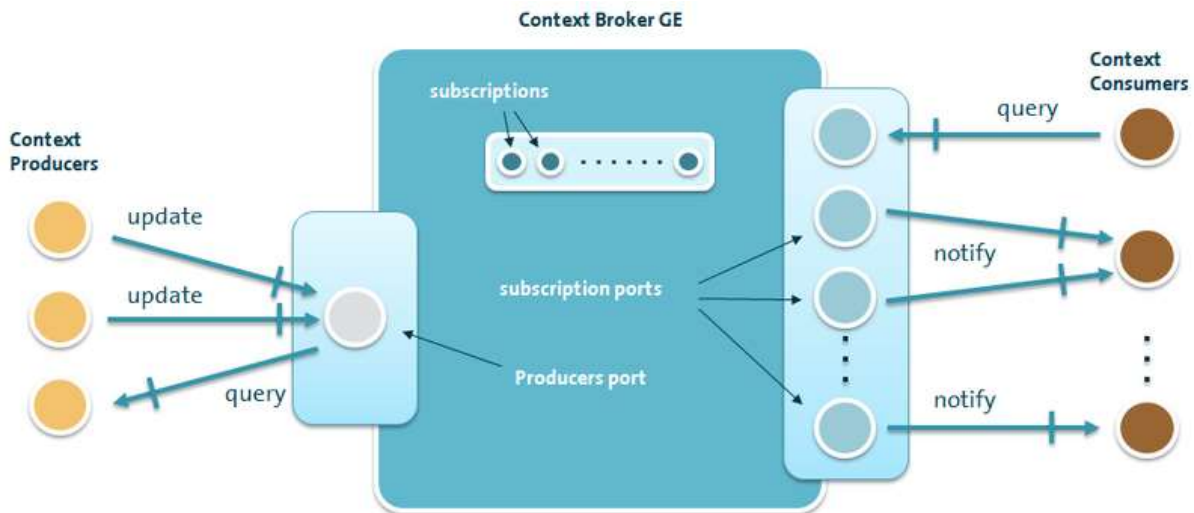 Context Broker GE
Context
Producers
update
update
query
subscriptions
subscription ports
Producers port
Context
Consumers
query
notify
notify